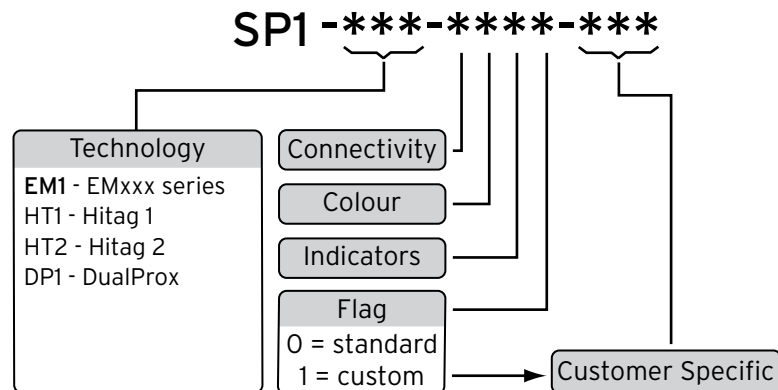 SP1 -***-****-***
Technology
EM1 - EMxxx series
HT1 - Hitag 1
HT2 - Hitag 2
DP1 - DualProx
Connectivity
Colour
Indicators
Flag
0 = standard
1 = custom
Customer Specific